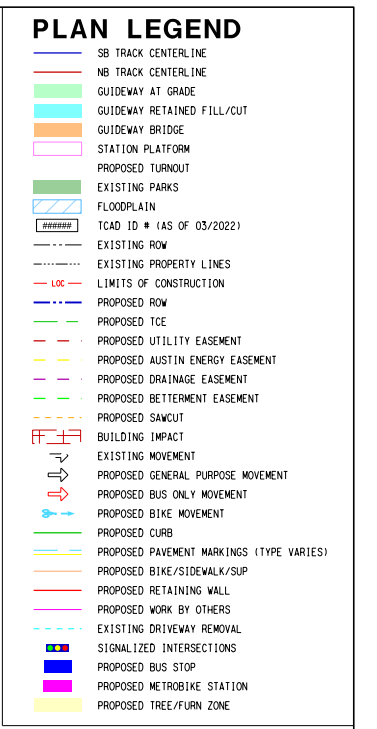 PLAN LEGEND
SB TRACK CENTERLINE
NB TRACK CENTERLINE
GUIDEWAY AT GRADE
GUIDEWAY RETAINED FILL/CUT
GUIDEWAY BRIDGE
STATION PLATFORM
PROPOSED TURNOUT
EXISTING PARKS
FLOODPLAIN
###### TCAD ID # (AS OF 03/2022)
EXISTING ROW
EXISTING PROPERTY LINES
LOC LIMITS OF CONSTRUCTION
PROPOSED ROW
PROPOSED TCE
PROPOSED UTILITY EASEMENT
PROPOSED AUSTIN ENERGY EASEMENT
PROPOSED DRAINAGE EASEMENT
PROPOSED BETTERMENT EASEMENT
PROPOSED SAWCUT
BUILDING IMPACT
EXISTING MOVEMENT
PROPOSED GENERAL PURPOSE MOVEMENT
PROPOSED BUS ONLY MOVEMENT
PROPOSED BIKE MOVEMENT
PROPOSED CURB
PROPOSED PAVEMENT MARKINGS (TYPE VARIES)
PROPOSED BIKE/SIDEWALK/SUP
PROPOSED RETAINING WALL
PROPOSED WORK BY OTHERS
EXISTING DRIVEWAY REMOVAL
SIGNALIZED INTERSECTIONS
PROPOSED BUS STOP
PROPOSED METROBIKE STATION
PROPOSED TREE/FURN ZONE